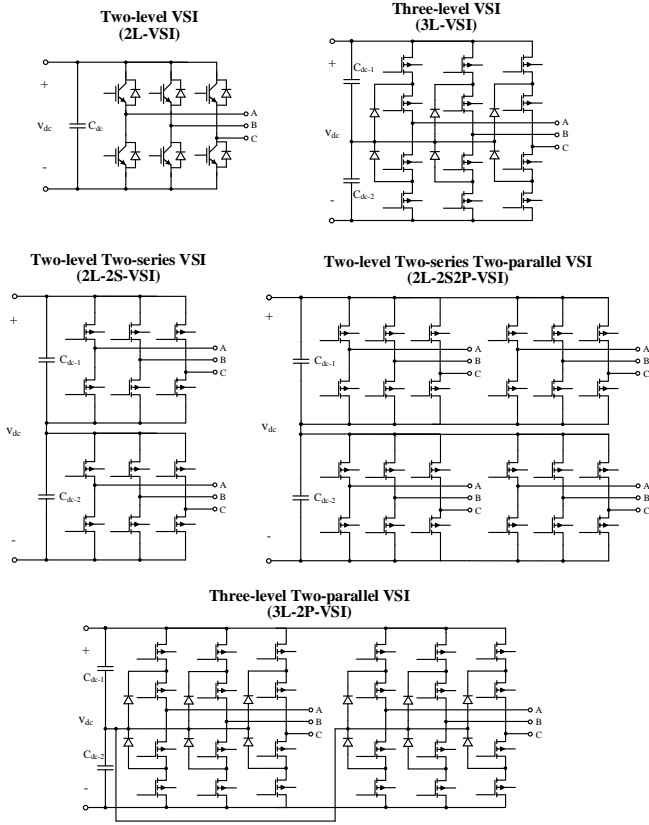 Two-level VSI
(2L-VSI)
+
v_dc
-
C_dc
A
B
C
Three-level VSI
(3L-VSI)
+
C_dc-1
v_dc
C_dc-2
-
A
B
C
Two-level Two-series VSI
(2L-2S-VSI)
+
C_dc-1
v_dc
C_dc-2
-
A
B
C
A
B
C
Two-level Two-series Two-parallel VSI
(2L-2S2P-VSI)
+
C_dc-1
v_dc
C_dc-2
-
A
B
C
A
B
C
A
B
C
A
B
C
Three-level Two-parallel VSI
(3L-2P-VSI)
+
C_dc-1
v_dc
C_dc-2
-
A
B
C
A
B
C